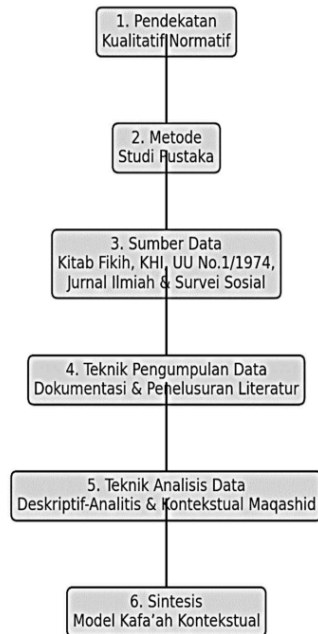 1. Pendekatan
Kualitatif Normatif
2. Metode
Studi Pustaka
3. Sumber Data
Kitab Fikih, KHI, UU No.1/1974,
Jurnal Ilmiah & Survei Sosial
4. Teknik Pengumpulan Data
Dokumentasi & Penelusuran Literatur
5. Teknik Analisis Data
Deskriptif-Analitis & Kontekstual Maqashid
6. Sintesis
Model Kafa'ah Kontekstual